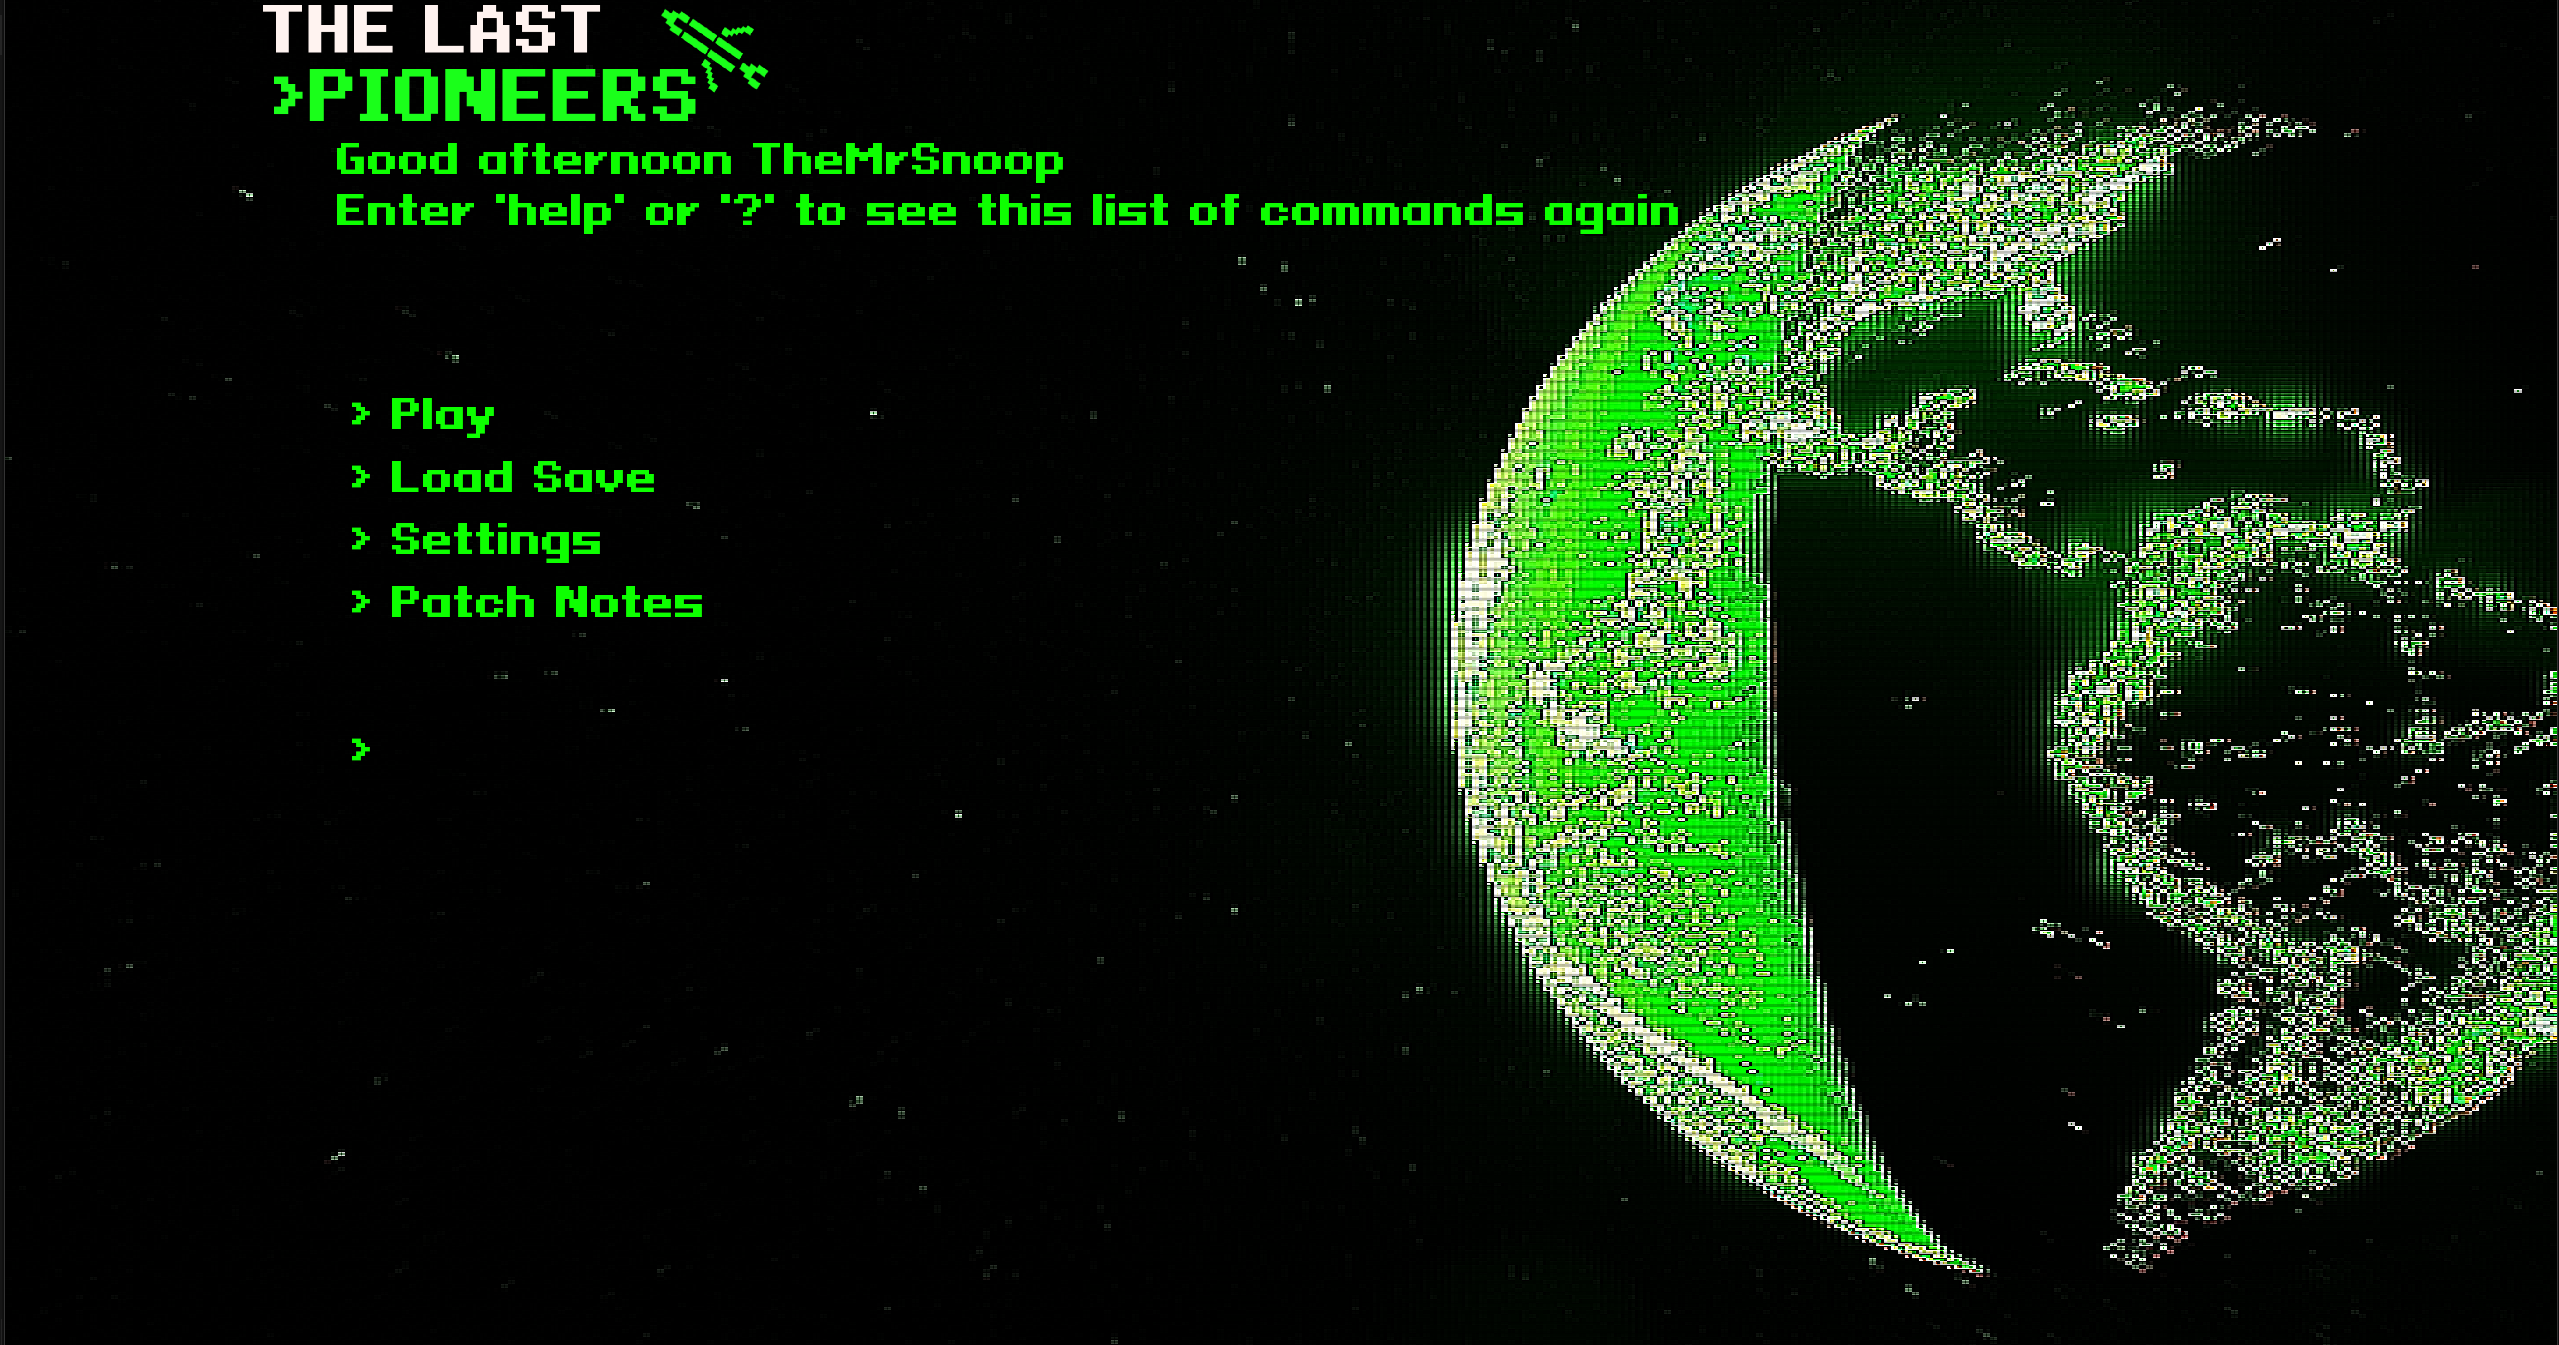 THE LAST
>PIONEERS
Good afternoon TheMrSnoop
Enter 'help' or '?' to see this list of commands again
> Play
> Load Save
> Settings
> Patch Notes
>